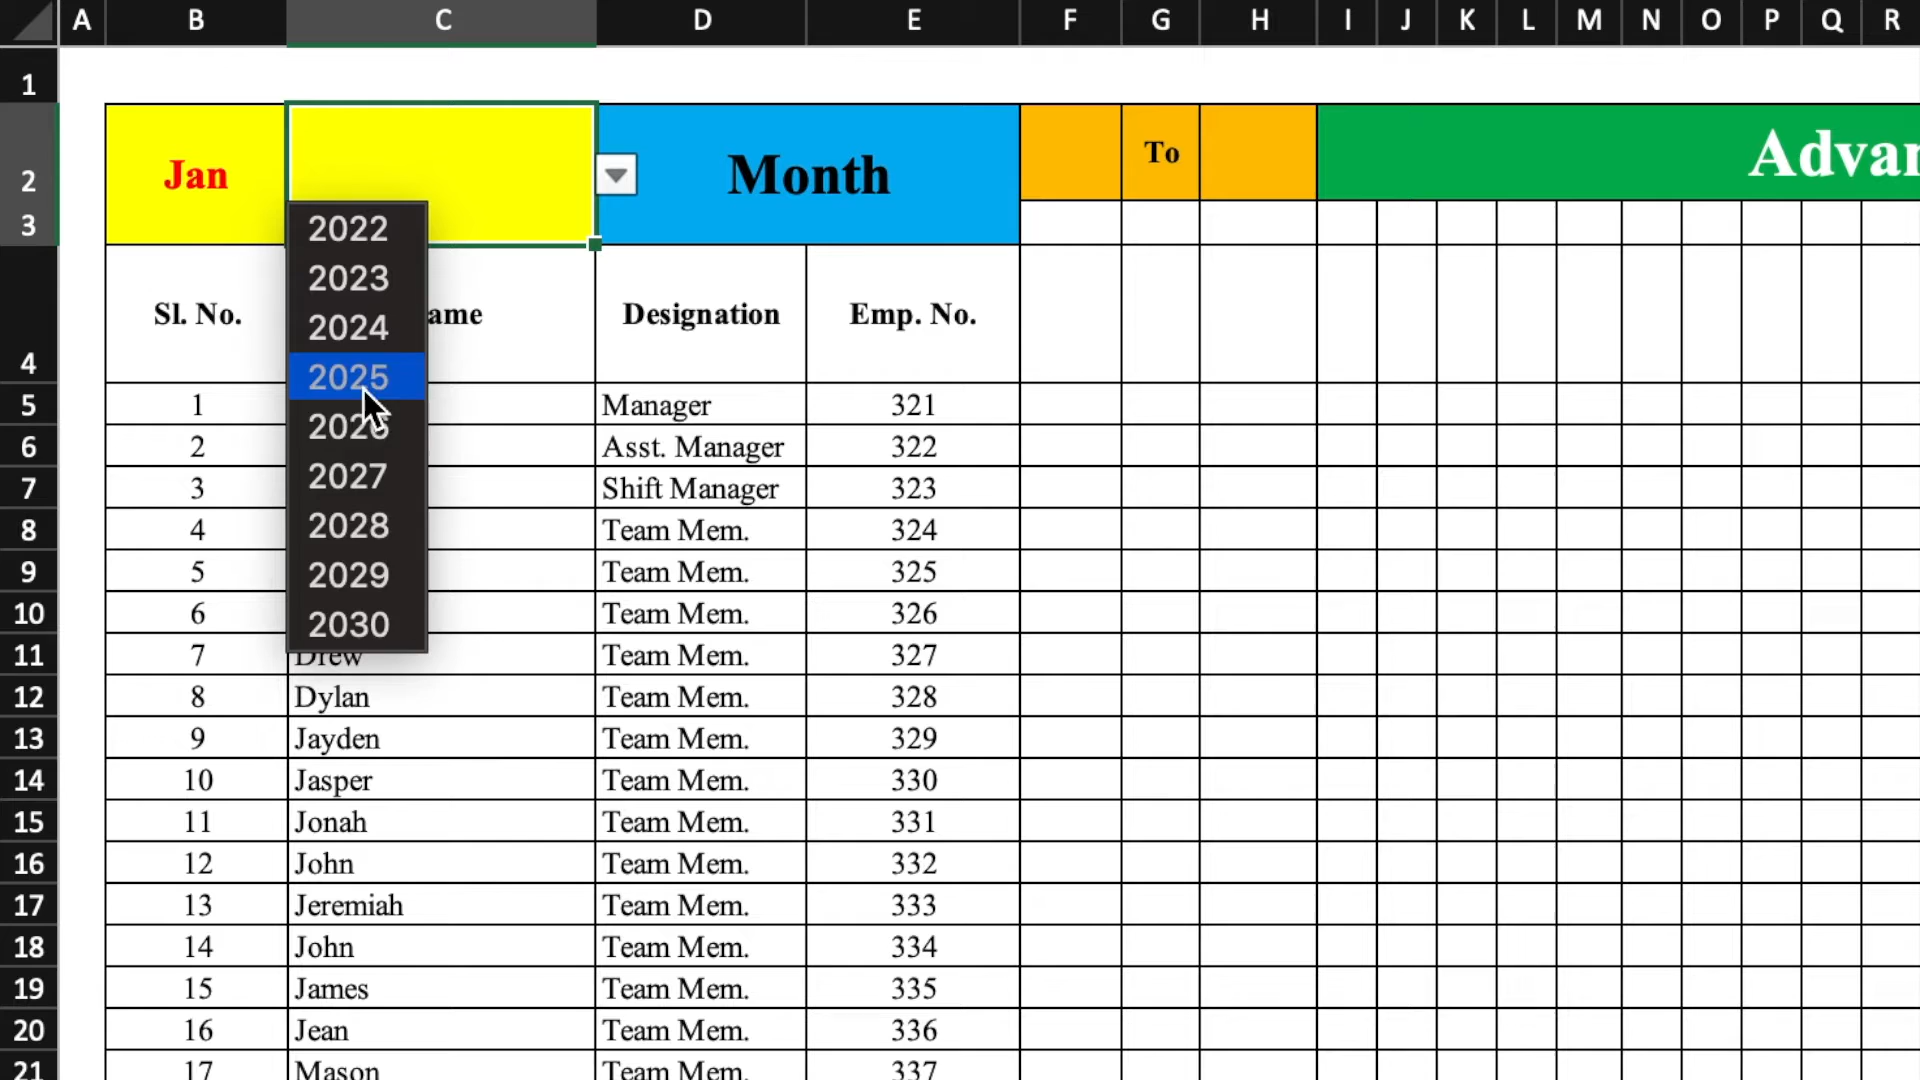 A B C D E F G H I J K L M N O P Q R
1
2 Jan Month To Advan
3
2022
2023
2024
2025
2026
2027
2028
2029
2030
4 Sl. No. ame Designation Emp. No.
5 1 Manager 321
6 2 Asst. Manager 322
7 3 Shift Manager 323
8 4 Team Mem. 324
9 5 Team Mem. 325
10 6 Team Mem. 326
11 7 Drew Team Mem. 327
12 8 Dylan Team Mem. 328
13 9 Jayden Team Mem. 329
14 10 Jasper Team Mem. 330
15 11 Jonah Team Mem. 331
16 12 John Team Mem. 332
17 13 Jeremiah Team Mem. 333
18 14 John Team Mem. 334
19 15 James Team Mem. 335
20 16 Jean Team Mem. 336
21 17 Mason Team Mem. 337